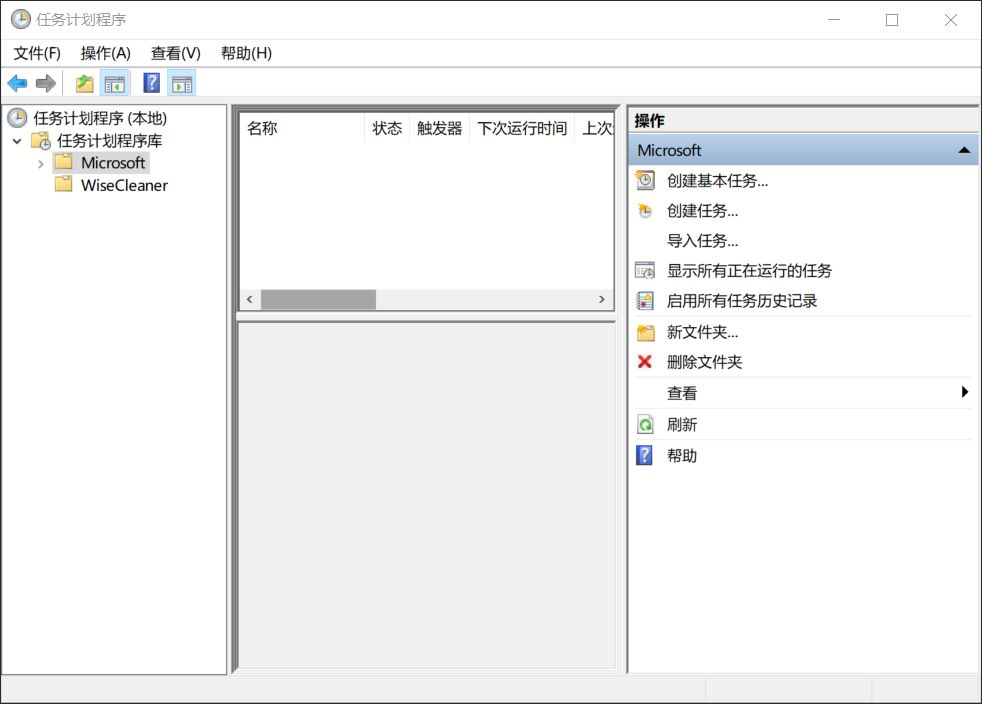 任务计划程序
文件(F) 操作(A) 查看(V) 帮助(H)
任务计划程序 (本地)
任务计划程序库
Microsoft
WiseCleaner
名称 状态 触发器 下次运行时间 上次
操作
Microsoft
创建基本任务...
创建任务...
导入任务...
显示所有正在运行的任务
启用所有任务历史记录
新文件夹...
删除文件夹
查看
刷新
帮助